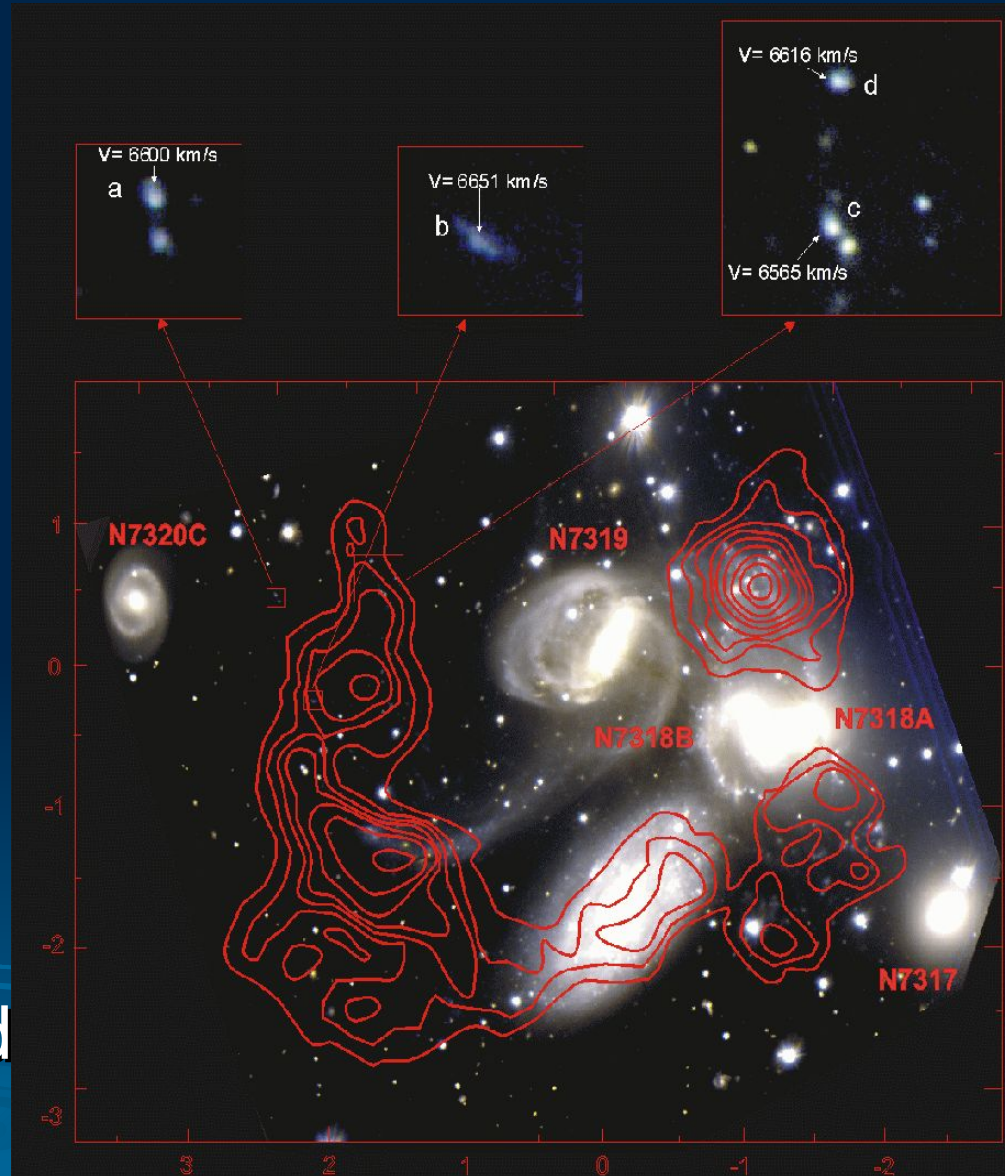 V= 6616 km/s
d
V= 6600 km/s
a
V= 6651 km/s
b
c
V= 6565 km/s
1
N7320C
N7319
0
N7318B
N7318A
-1
-2
N7317
d
-3
3
2
1
0
-1
-2